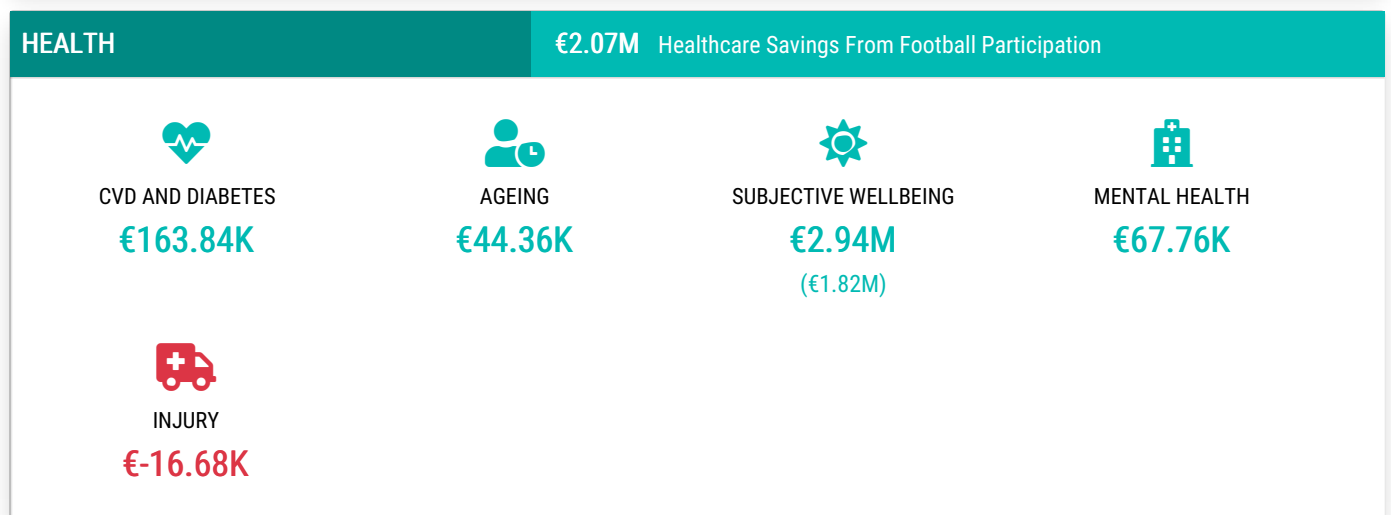 HEALTH
€2.07M Healthcare Savings From Football Participation
CVD AND DIABETES
€163.84K
AGEING
€44.36K
SUBJECTIVE WELLBEING
€2.94M
(€1.82M)
MENTAL HEALTH
€67.76K
INJURY
€-16.68K